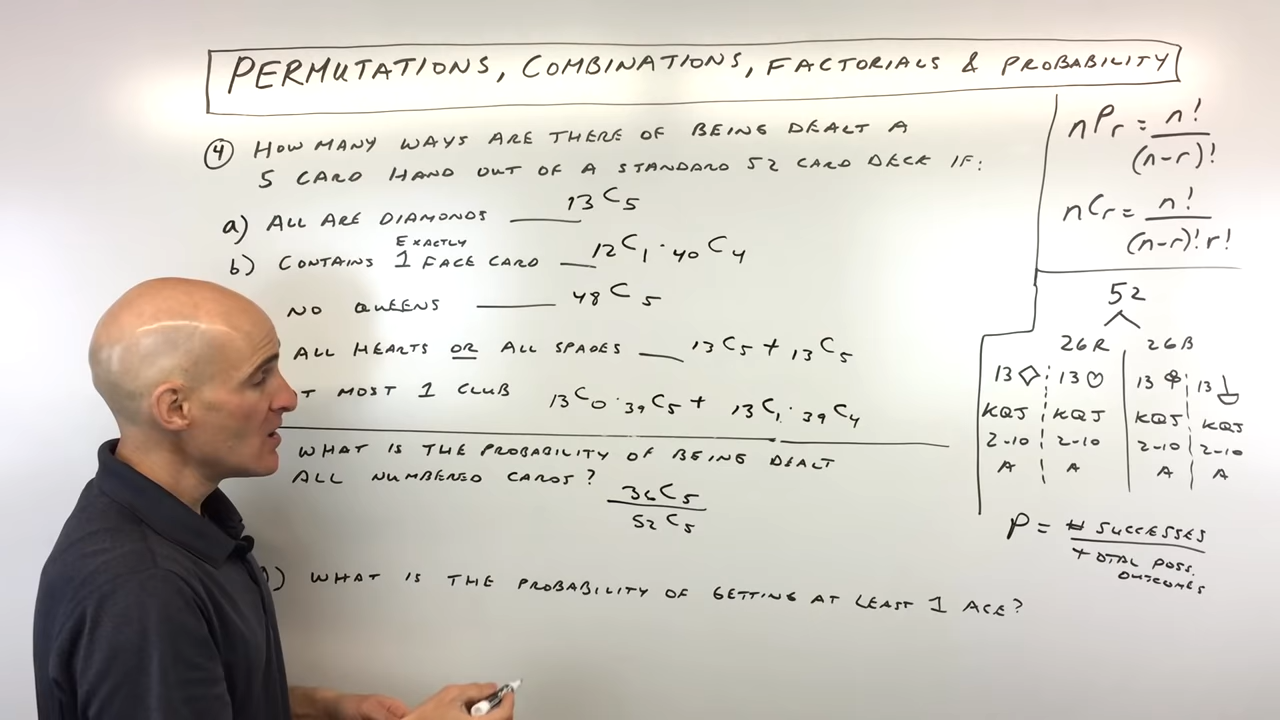 PERMUTATIONS, COMBINATIONS, FACTORIALS & PROBABILITY
④ HOW MANY WAYS ARE THERE OF BEING DEALT A
5 CARD HAND OUT OF A STANDARD 52 CARD DECK IF:
a) ALL ARE DIAMONDS ____ 13C5
EXACTLY
b) CONTAINS 1 FACE CARD ____ 12C1 · 40C4
NO QUEENS ____ 48C5
ALL HEARTS OR ALL SPADES ____ 13C5 + 13C5
T MOST 1 CLUB 13C0 · 39C5 + 13C1 · 39C4
WHAT IS THE PROBABILITY OF BEING DEALT
ALL NUMBERED CARDS? 36C5
52C5
) WHAT IS THE PROBABILITY OF GETTING AT LEAST 1 ACE?
nPr = n!
(n-r)!
nCr = n!
(n-r)! r!
52
26R 26B
13♢ 13♡ 13♣ 13♠
KQJ KQJ KQJ KQJ
2-10 2-10 2-10 2-10
A A A A
P = # SUCCESSES
TOTAL POSS.
OUTCOMES